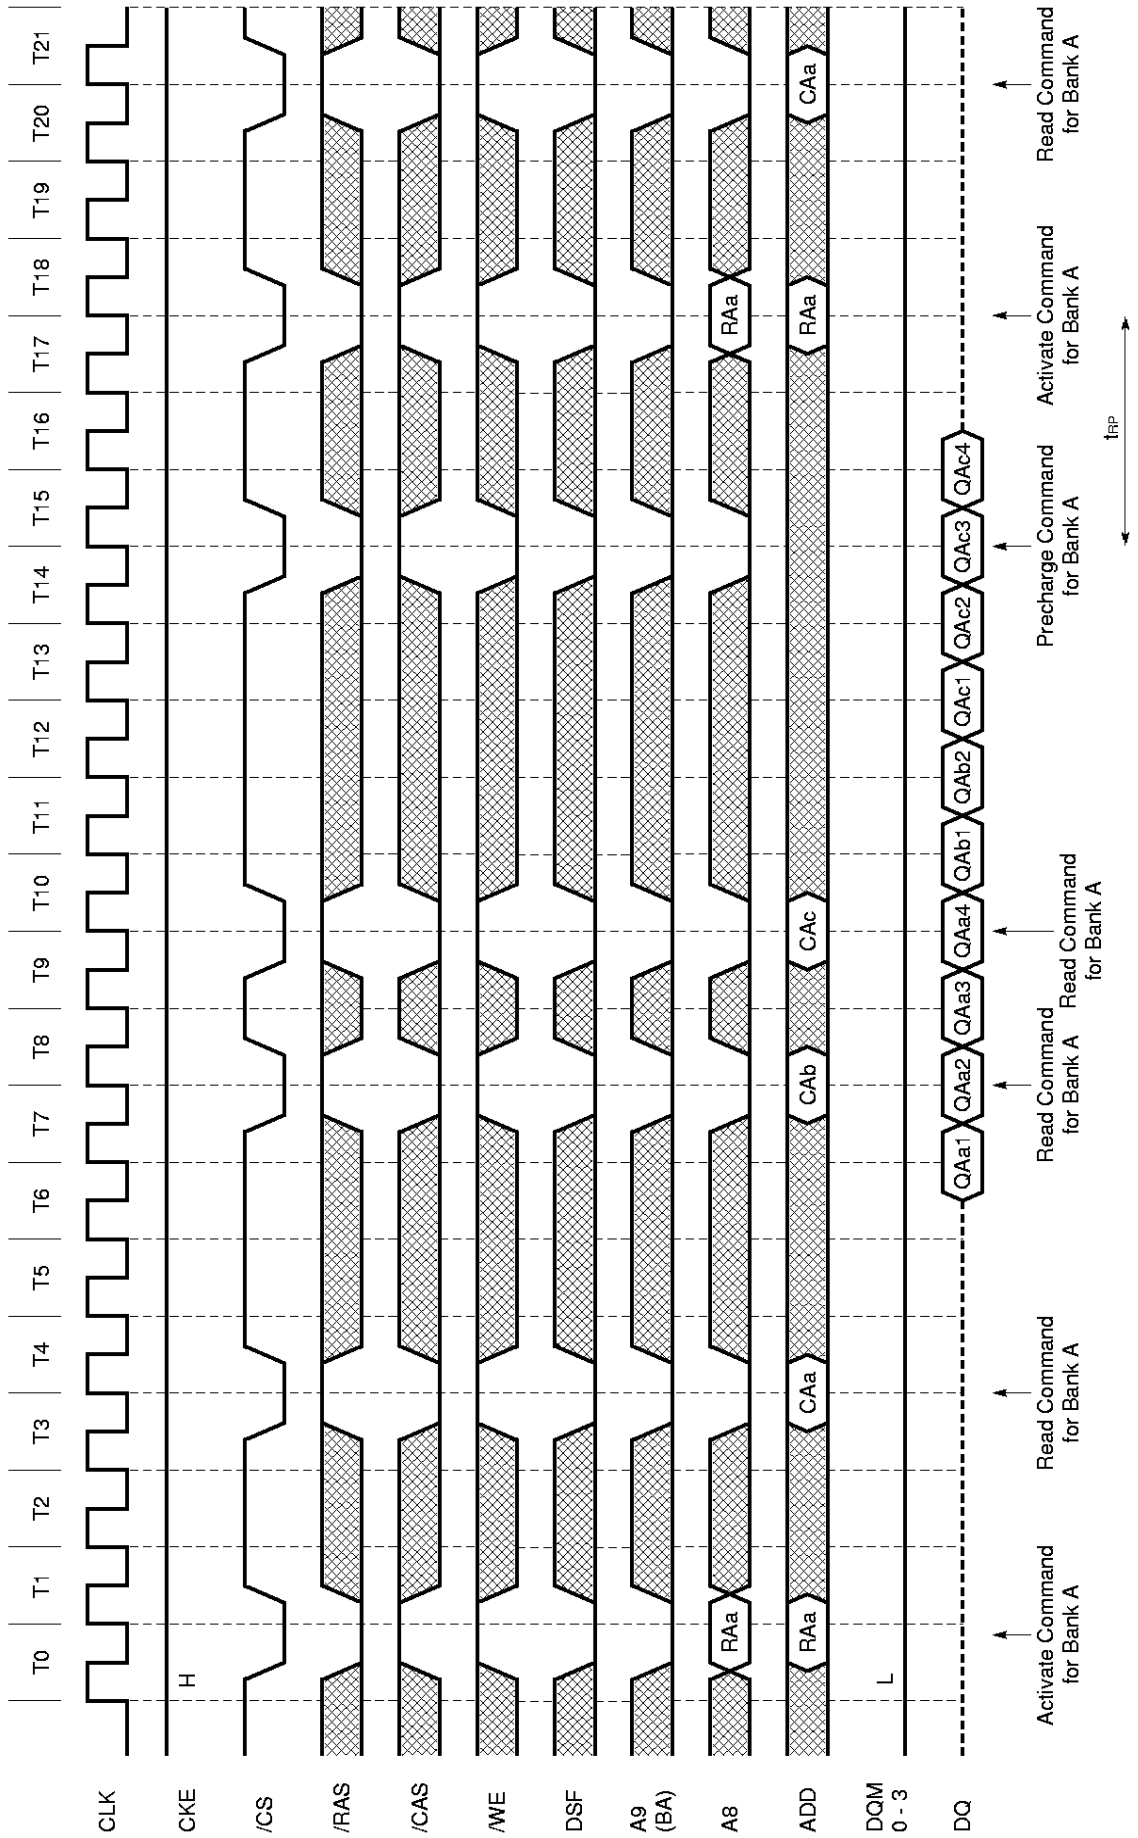 T0 T1 T2 T3 T4 T5 T6 T7 T8 T9 T10 T11 T12 T13 T14 T15 T16 T17 T18 T19 T20 T21
CLK
CKE H
/CS
/RAS
/CAS
/WE
DSF
A9
(BA)
A8 RAa RAa
ADD RAa CAa CAb CAc RAa CAa
DQM
0 - 3
L
DQ QAa1 QAa2 QAa3 QAa4 QAb1 QAb2 QAc1 QAc2 QAc3 QAc4
Activate Command
for Bank A
Read Command
for Bank A
Read Command
for Bank A
Read Command
for Bank A
Precharge Command
for Bank A
Activate Command
for Bank A
Read Command
for Bank A
tRP